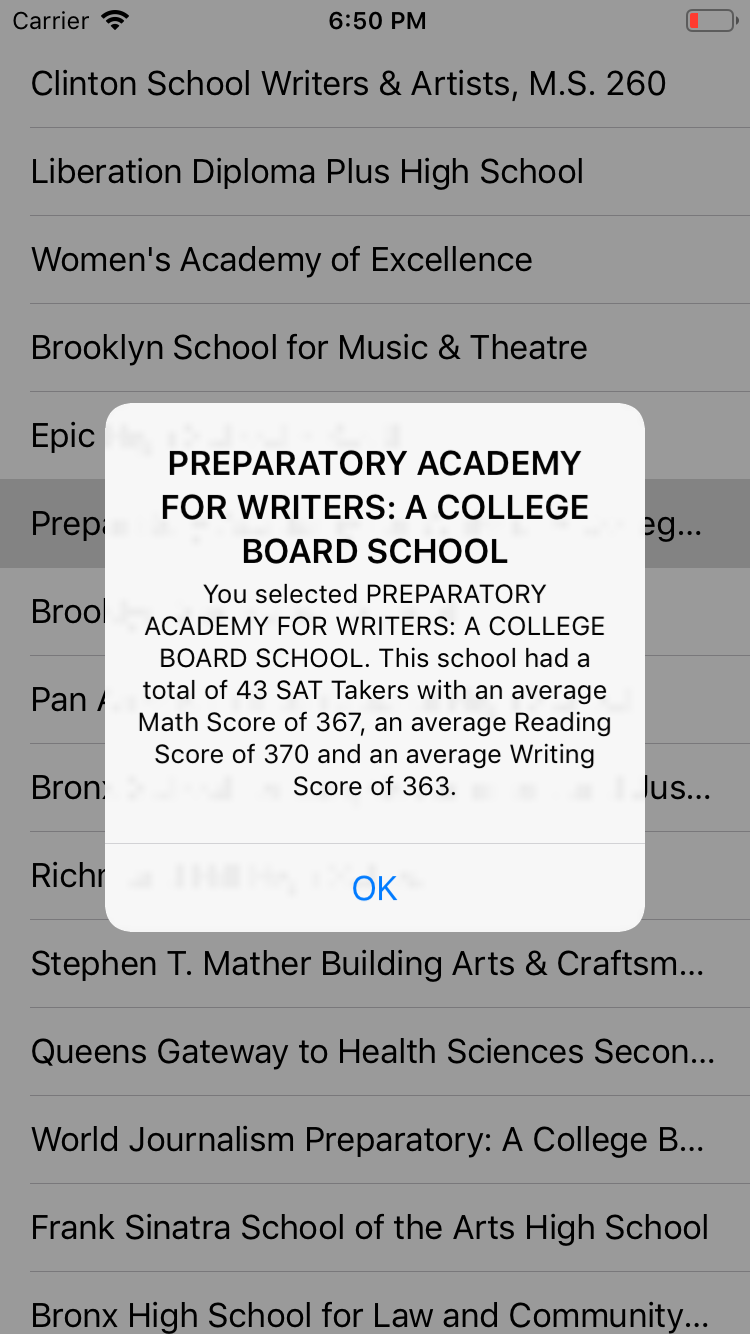 Carrier 6:50 PM
Clinton School Writers & Artists, M.S. 260
Liberation Diploma Plus High School
Women's Academy of Excellence
Brooklyn School for Music & Theatre
Epic
PREPARATORY ACADEMY
FOR WRITERS: A COLLEGE
BOARD SCHOOL
You selected PREPARATORY
ACADEMY FOR WRITERS: A COLLEGE
BOARD SCHOOL. This school had a
total of 43 SAT Takers with an average
Math Score of 367, an average Reading
Score of 370 and an average Writing
Score of 363.
OK
Pan
Stephen T. Mather Building Arts & Craftsm...
Queens Gateway to Health Sciences Secon...
World Journalism Preparatory: A College B...
Frank Sinatra School of the Arts High School
Bronx High School for Law and Community...